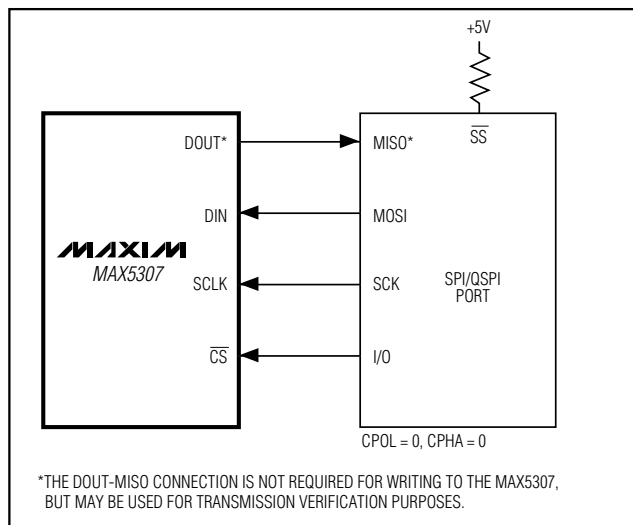 +5V
DOUT*
MISO*
SS
DIN
MOSI
MAXIM
MAX5307
SCLK
SCK
SPI/QSPI
PORT
CS
I/O
CPOL = 0, CPHA = 0
*THE DOUT-MISO CONNECTION IS NOT REQUIRED FOR WRITING TO THE MAX5307,
BUT MAY BE USED FOR TRANSMISSION VERIFICATION PURPOSES.